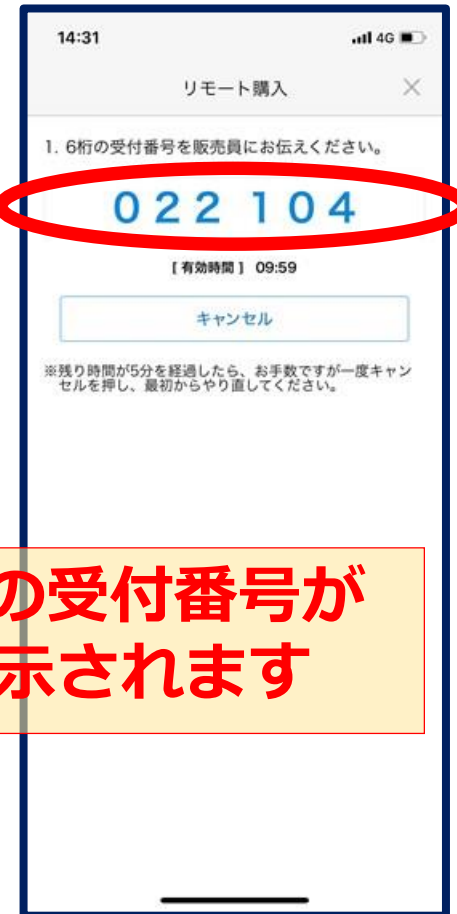 14:31
4G
リモート購入
1. 6桁の受付番号を販売員にお伝えください。
022 104
[ 有効時間 ] 09:59
キャンセル
※残り時間が5分を経過したら、お手数ですが一度キャン
セルを押し、最初からやり直してください。
の受付番号が
示されます